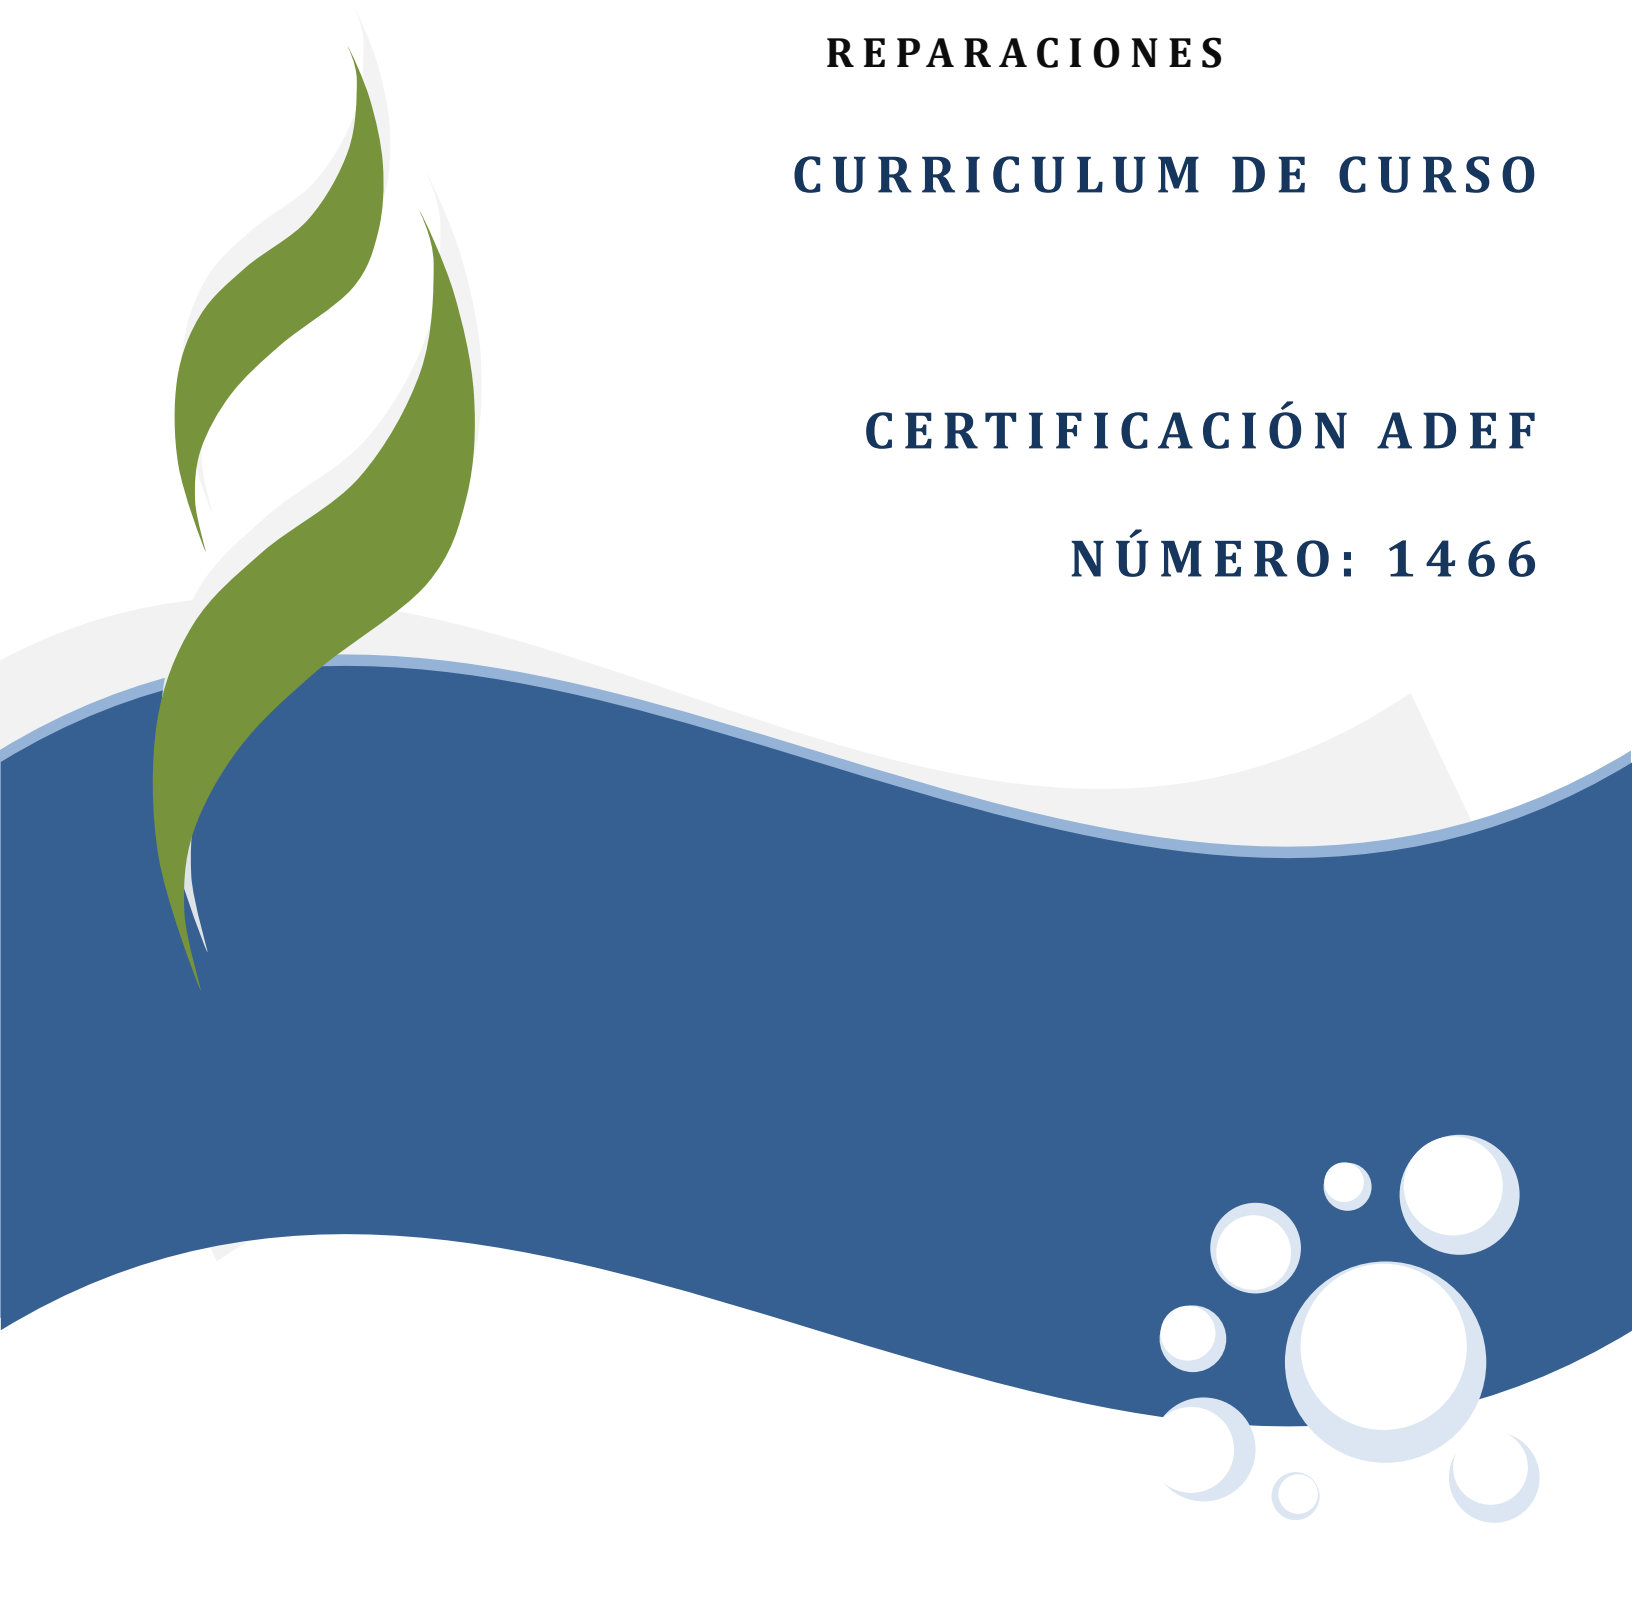 REPARACIONES
CURRICULUM DE CURSO
CERTIFICACIÓN ADEF
NÚMERO: 1466